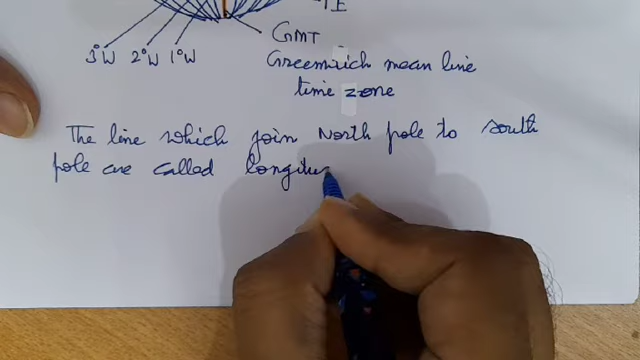 1°E
GMT
3°W 2°W 1°W
Greenwich mean line
time zone
The line which join North pole to south
pole are called longitu